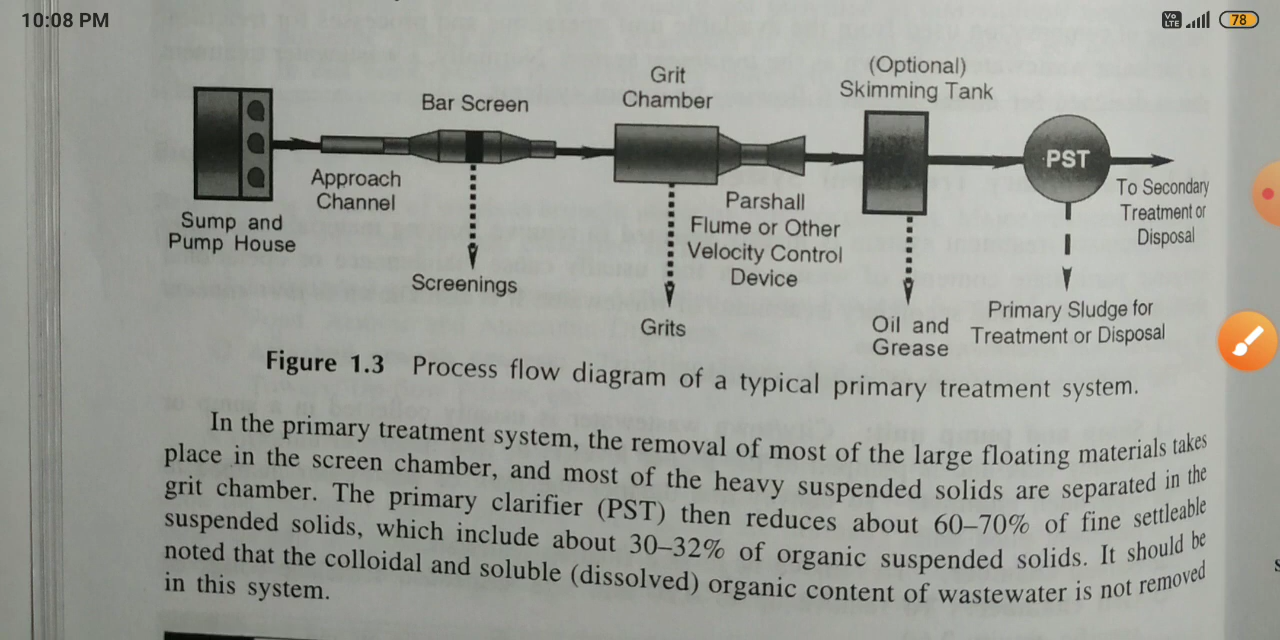 10:08 PM
Vo LTE
78
Sump and
Pump House
Approach
Channel
Bar Screen
Screenings
Grit
Chamber
Grits
Parshall
Flume or Other
Velocity Control
Device
(Optional)
Skimming Tank
Oil and
Grease
PST
To Secondary
Treatment or
Disposal
Primary Sludge for
Treatment or Disposal
Figure 1.3 Process flow diagram of a typical primary treatment system.
In the primary treatment system, the removal of most of the large floating materials takes
place in the screen chamber, and most of the heavy suspended solids are separated in the
grit chamber. The primary clarifier (PST) then reduces about 60–70% of fine settleable
suspended solids, which include about 30–32% of organic suspended solids. It should be
noted that the colloidal and soluble (dissolved) organic content of wastewater is not removed
in this system.